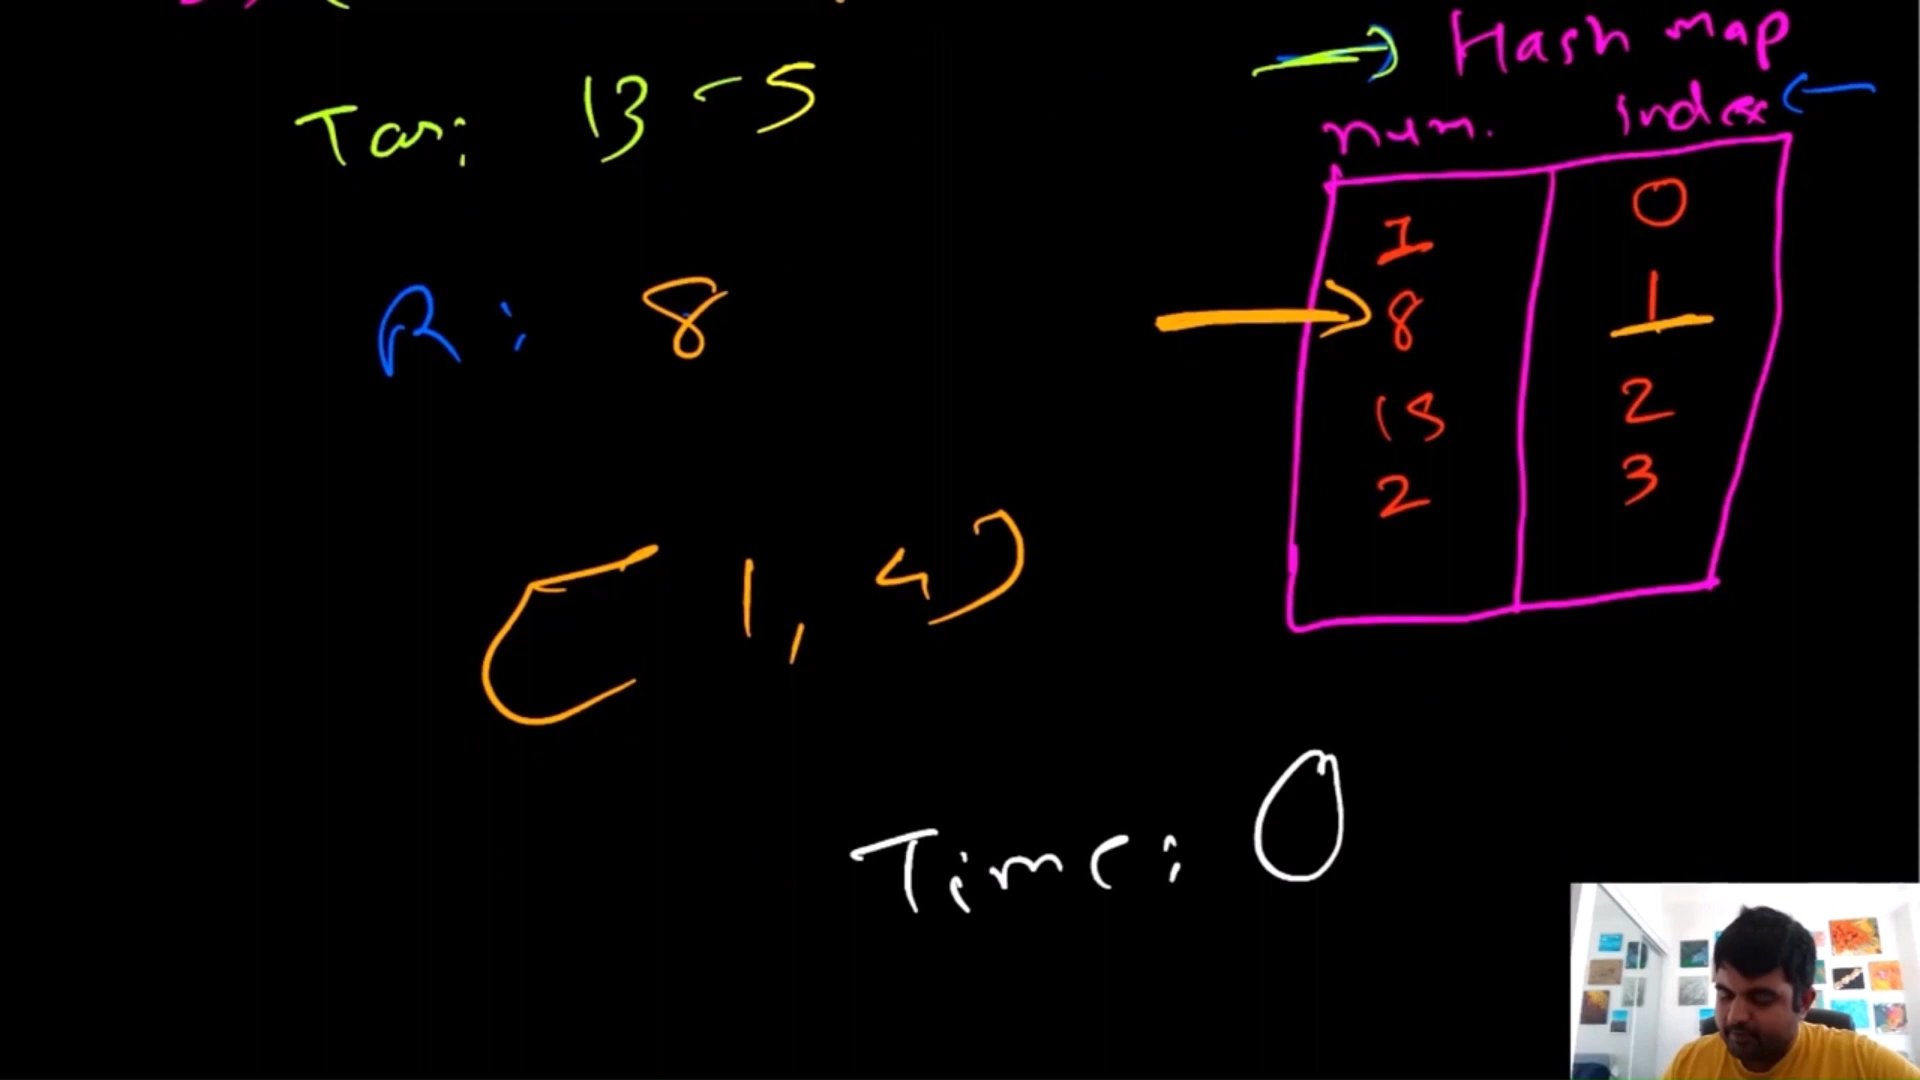 Tar: 13 - 5
R: 8
[ 1, 4 ]
Time: O
Hash map
num. index
1 0
8 1
15 2
2 3